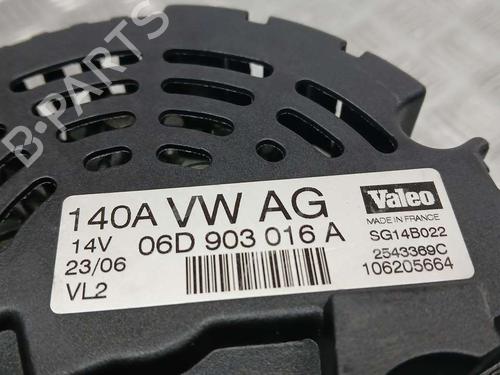 B-PARTS
140A VW AG
14V 06D 903 016 A
23/06
VL2
Valeo
MADE IN FRANCE
SG14B022
2543369C
106205664